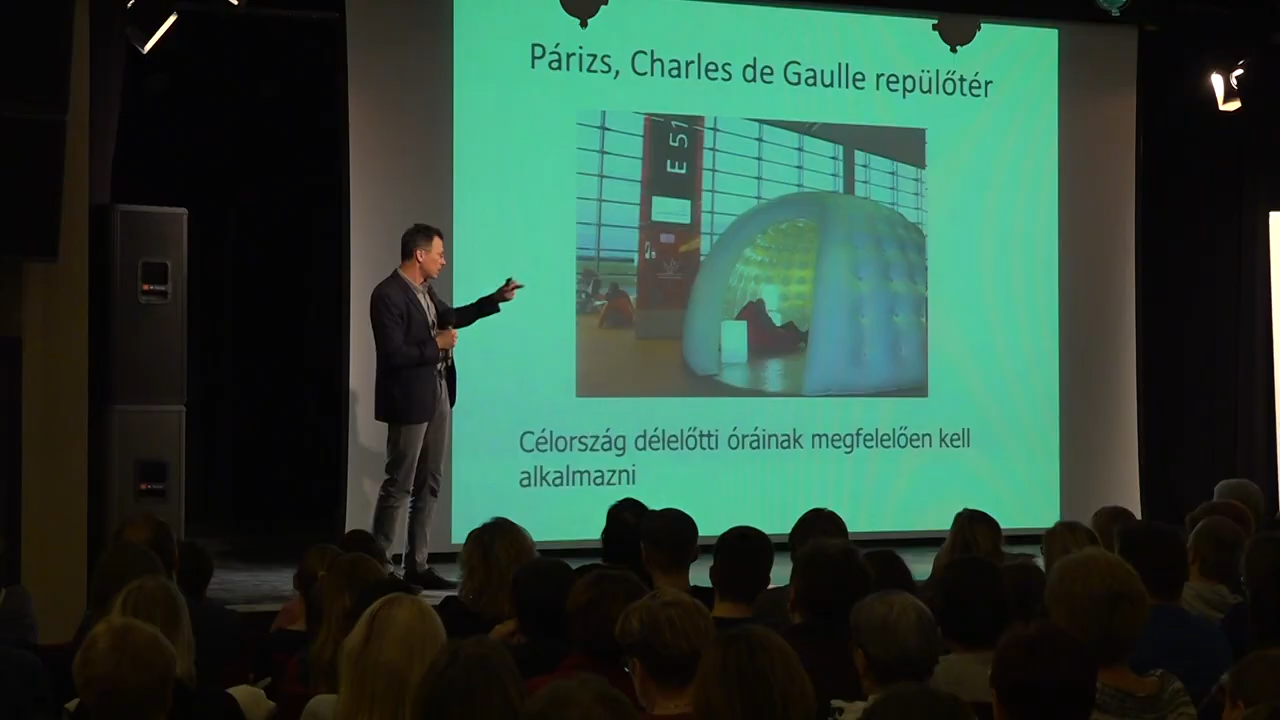 Párizs, Charles de Gaulle repülőtér
E 51
Célország délelőtti óráinak megfelelően kell
alkalmazni